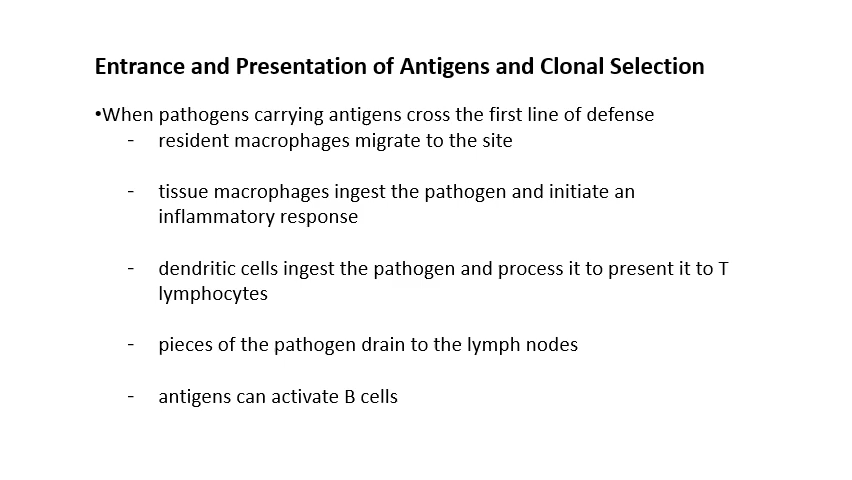 Entrance and Presentation of Antigens and Clonal Selection
•When pathogens carrying antigens cross the first line of defense
- resident macrophages migrate to the site
- tissue macrophages ingest the pathogen and initiate an
inflammatory response
- dendritic cells ingest the pathogen and process it to present it to T
lymphocytes
- pieces of the pathogen drain to the lymph nodes
- antigens can activate B cells